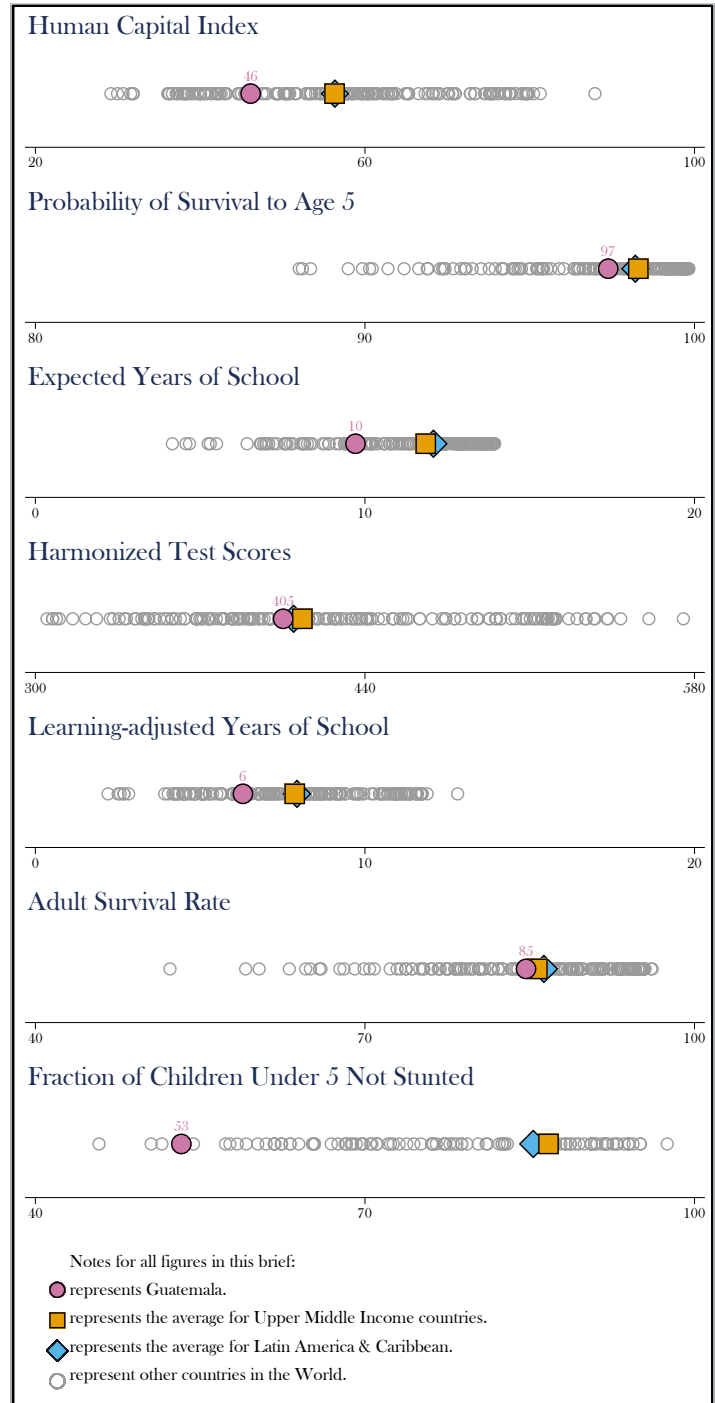 Human Capital Index
46
20 60 100
Probability of Survival to Age 5
97
80 90 100
Expected Years of School
10
0 10 20
Harmonized Test Scores
405
300 440 580
Learning-adjusted Years of School
6
0 10 20
Adult Survival Rate
85
40 70 100
Fraction of Children Under 5 Not Stunted
53
40 70 100
Notes for all figures in this brief:
represents Guatemala.
represents the average for Upper Middle Income countries.
represents the average for Latin America & Caribbean.
represent other countries in the World.